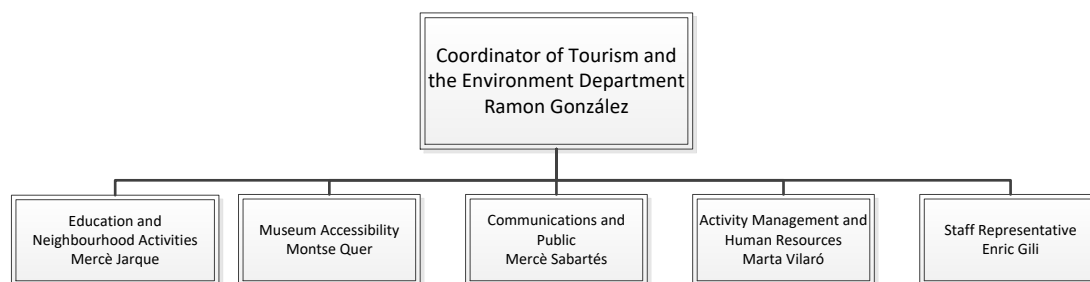 Coordinator of Tourism and
the Environment Department
Ramon González
Education and
Neighbourhood Activities
Mercè Jarque
Museum Accessibility
Montse Quer
Communications and
Public
Mercè Sabartés
Activity Management and
Human Resources
Marta Vilaró
Staff Representative
Enric Gili